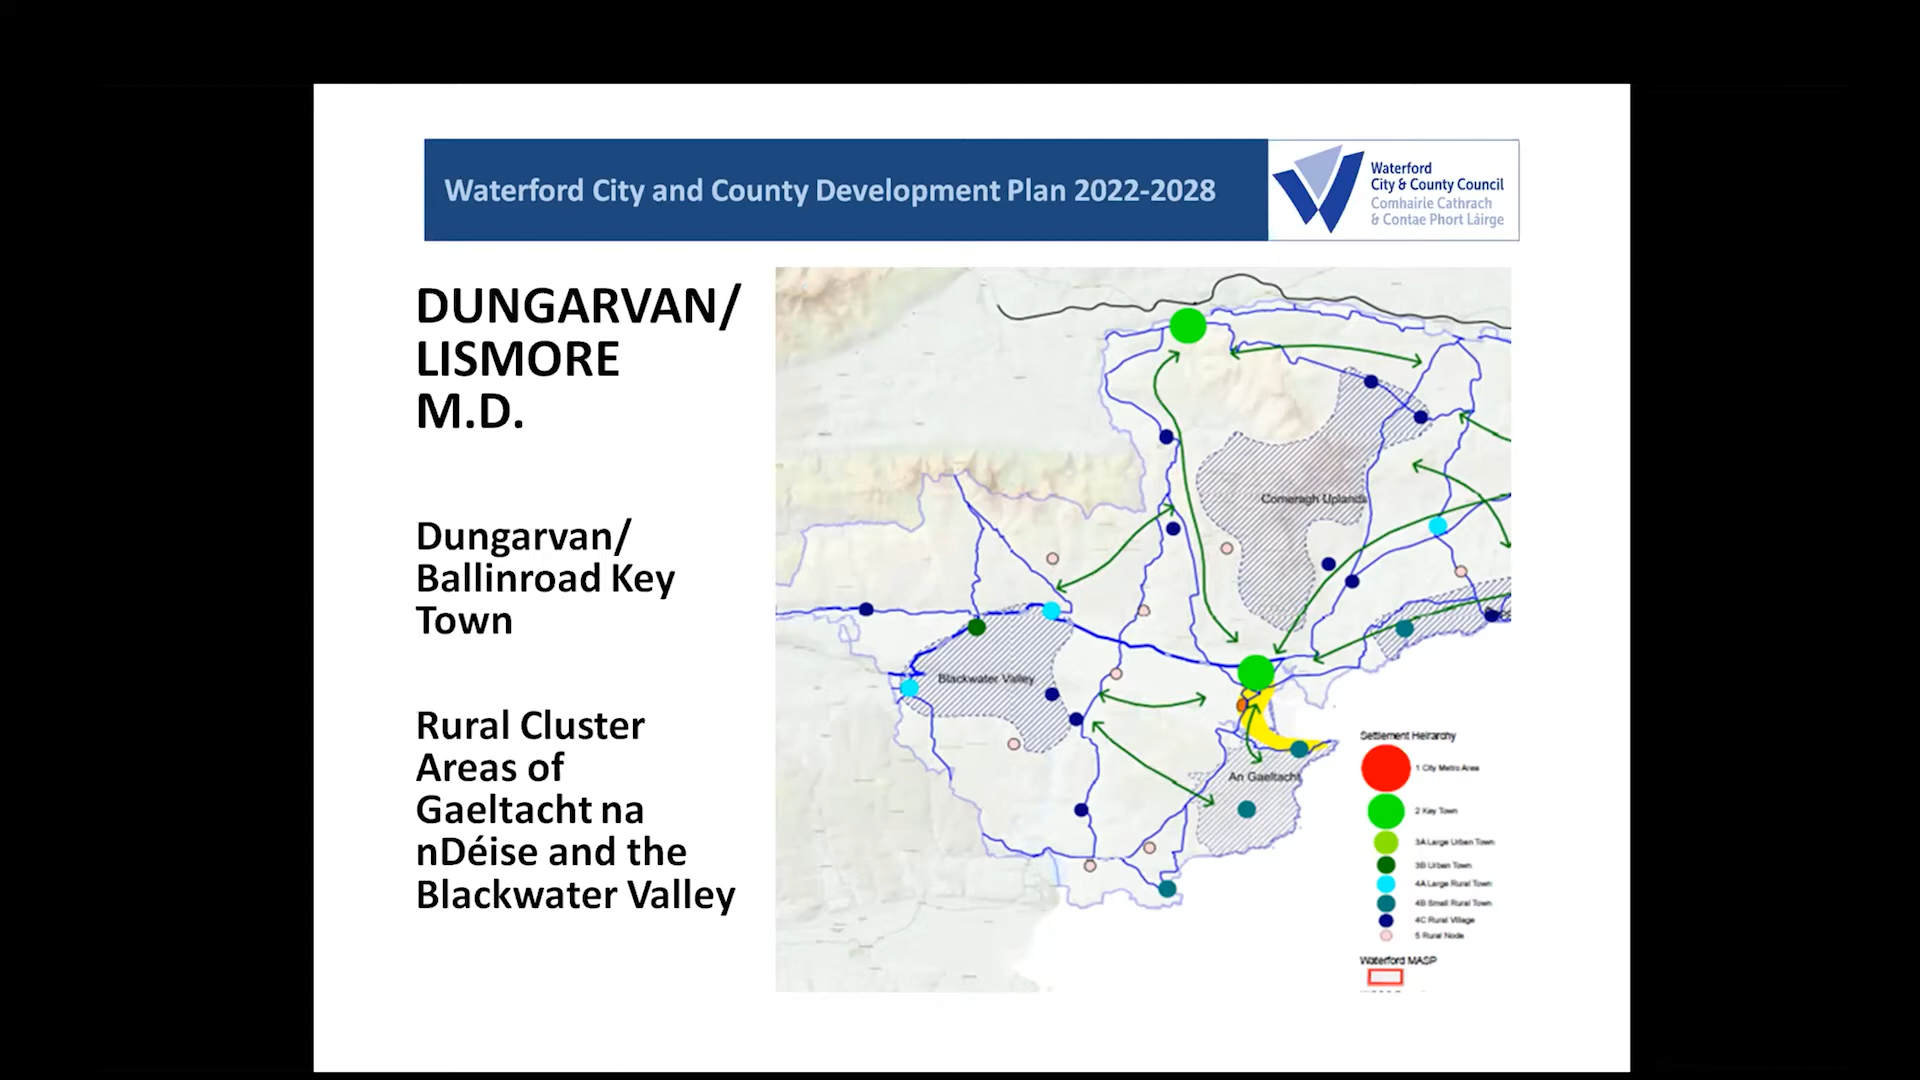 Waterford City and County Development Plan 2022-2028
Waterford
City & County Council
Comhairle Cathrach
& Contae Phort Láirge
DUNGARVAN/
LISMORE
M.D.
Dungarvan/
Ballinroad Key
Town
Rural Cluster
Areas of
Gaeltacht na
nDéise and the
Blackwater Valley
Comeragh Uplands
Blackwater Valley
An Gaeltacht
Settlement Heirarchy
1 City Metro Area
2 Key Town
3A Large Urban Town
3B Urban Town
4A Large Rural Town
4B Small Rural Town
4C Rural Village
5 Rural Node
Waterford MASP